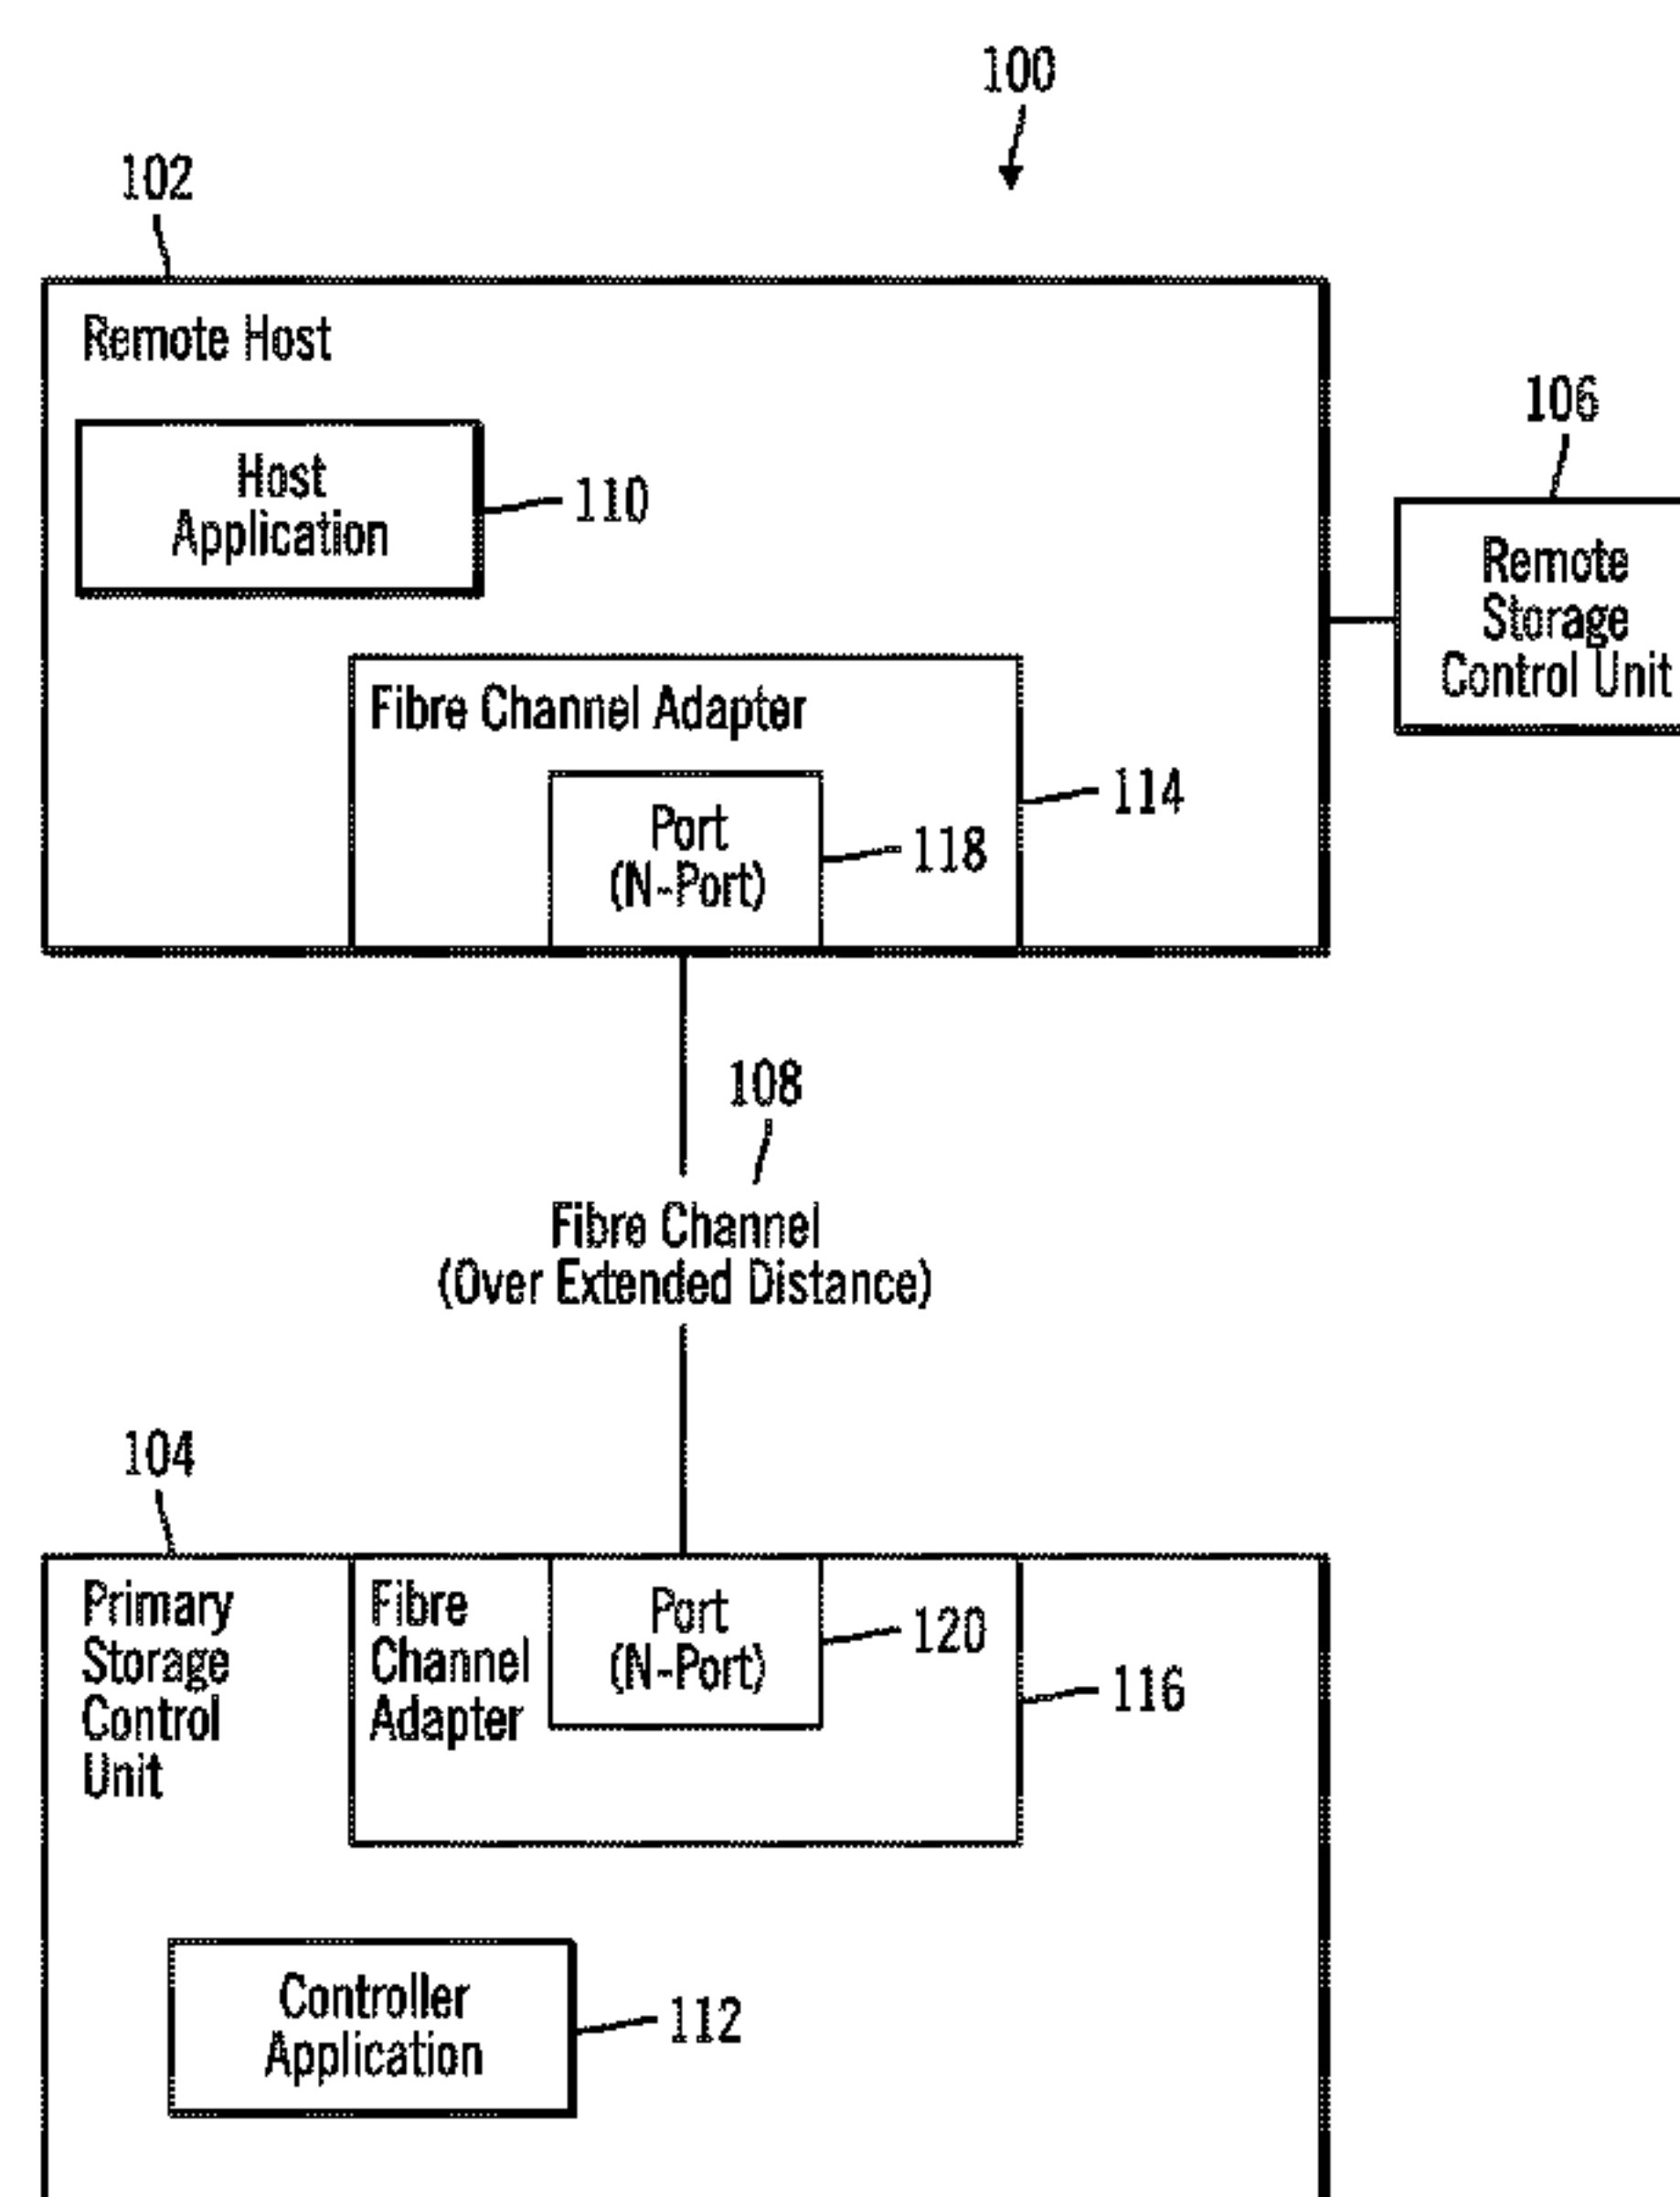 100
102
Remote Host
106
Host
Application
110
Remote
Storage
Control Unit
Fibre Channel Adapter
114
Port
(N-Port)
118
108
Fibre Channel
(Over Extended Distance)
104
Primary
Storage
Control
Unit
Fibre
Channel
Adapter
Port
(N-Port)
120
116
Controller
Application
112